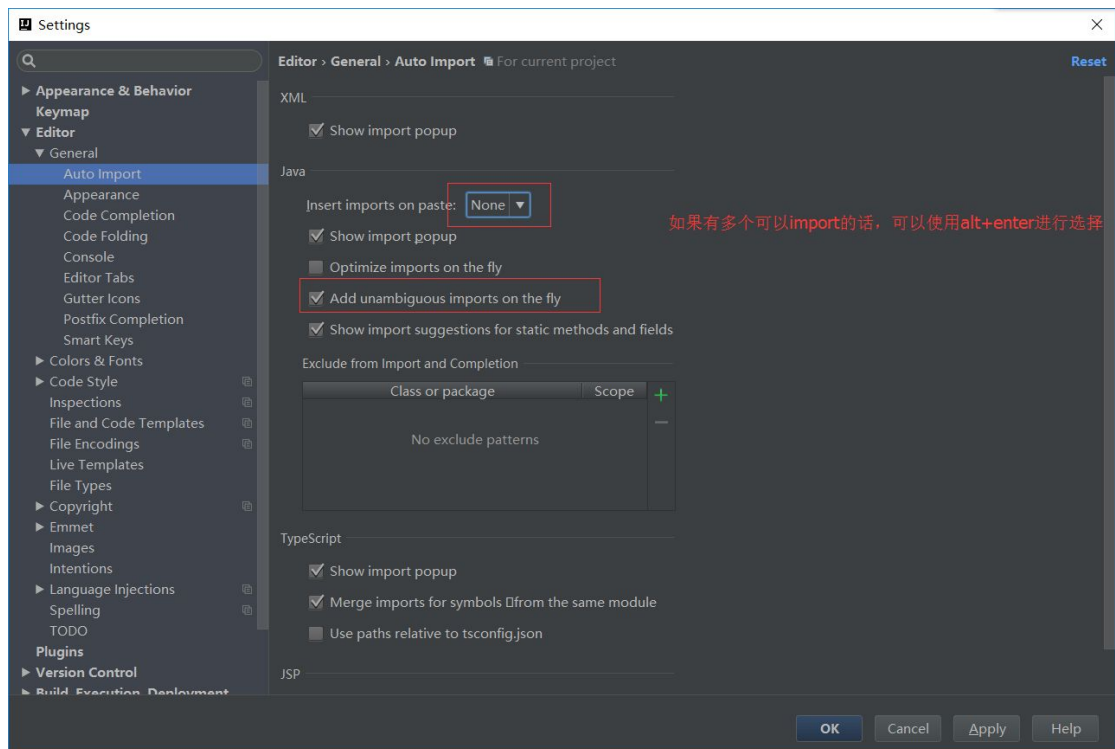 Settings
Appearance & Behavior
Keymap
Editor
General
Auto Import
Appearance
Code Completion
Code Folding
Console
Editor Tabs
Gutter Icons
Postfix Completion
Smart Keys
Colors & Fonts
Code Style
Inspections
File and Code Templates
File Encodings
Live Templates
File Types
Copyright
Emmet
Images
Intentions
Language Injections
Spelling
TODO
Plugins
Version Control
Build, Execution, Deployment
Editor › General › Auto Import For current project
Reset
XML
Show import popup
Java
Insert imports on paste: None
如果有多个可以import的话，可以使用alt+enter进行选择
Show import popup
Optimize imports on the fly
Add unambiguous imports on the fly
Show import suggestions for static methods and fields
Exclude from Import and Completion
Class or package Scope
No exclude patterns
TypeScript
Show import popup
Merge imports for symbols from the same module
Use paths relative to tsconfig.json
JSP
OK Cancel Apply Help